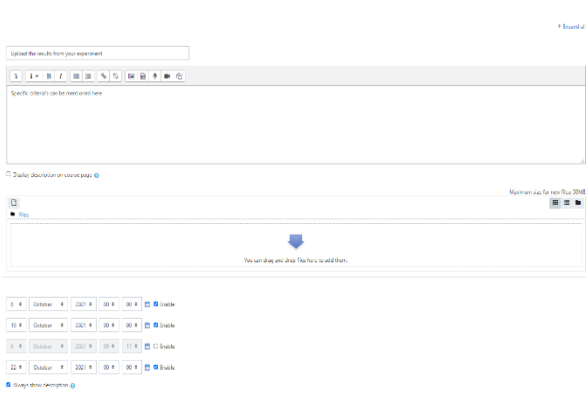 Expand all
Upload the results from your experiment
Specific criteria's can be mentioned here
Display description on course page
Maximum size for new files: 20MB
Files
You can drag and drop files here to add them.
October 2021 00 00 Enable
15 October 2021 00 00 Enable
October 2021 00 17 Enable
22 October 2021 00 00 Enable
Always show description